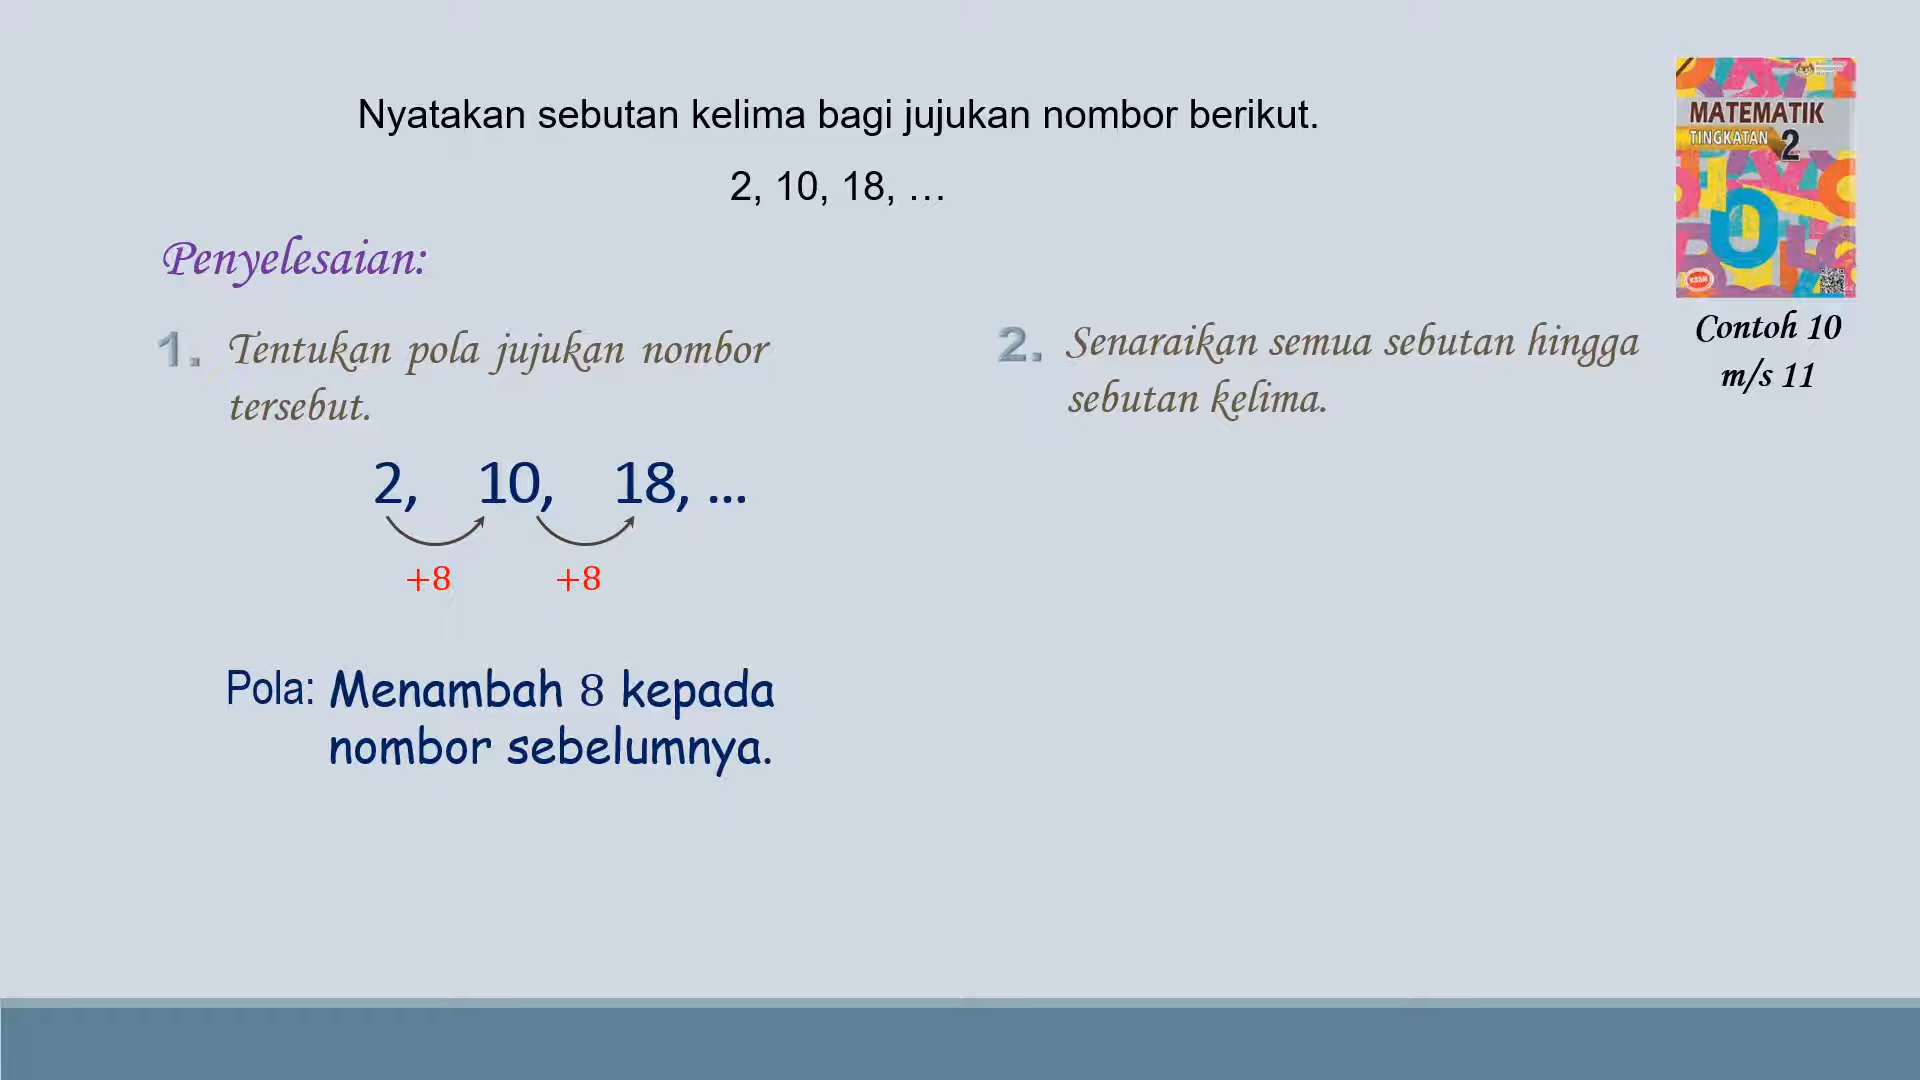 Nyatakan sebutan kelima bagi jujukan nombor berikut.
2, 10, 18, …
MATEMATIK
TINGKATAN 2
KSSM
Contoh 10
m/s 11
Penyelesaian:
1. Tentukan pola jujukan nombor
tersebut.
2, 10, 18, ...
+8 +8
Pola: Menambah 8 kepada
nombor sebelumnya.
2. Senaraikan semua sebutan hingga
sebutan kelima.